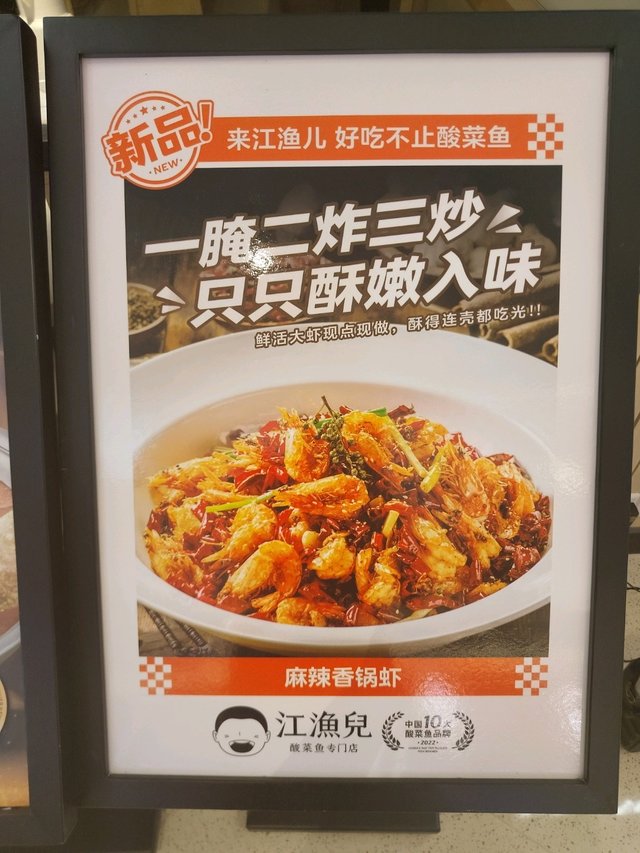 新品!
·NEW·
来江渔儿 好吃不止酸菜鱼
一腌二炸三炒
只只酥嫩入味
鲜活大虾现点现做，酥得连壳都吃光!!
麻辣香锅虾
江漁兒
酸菜鱼专门店
中国10大
酸菜鱼品牌
·2022·